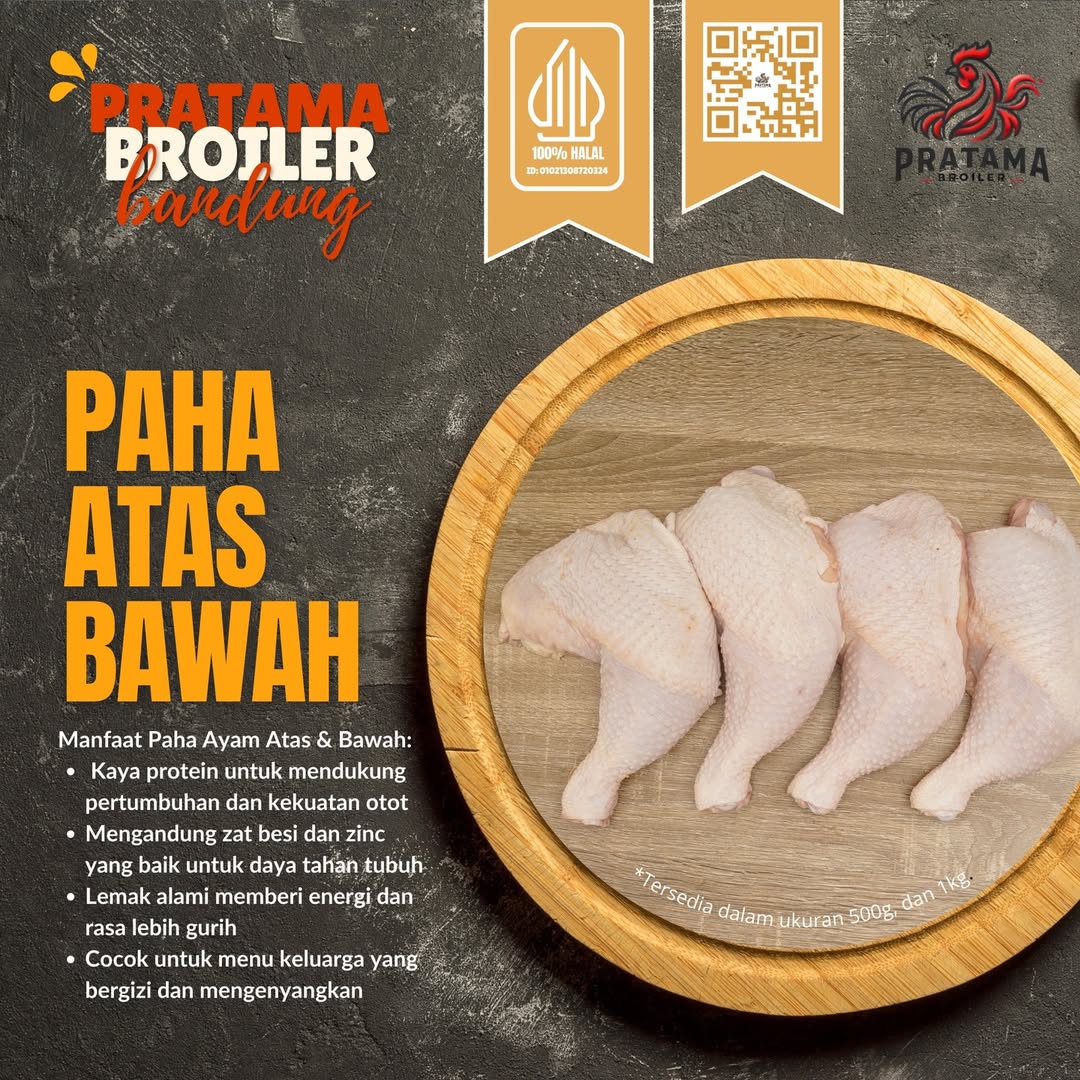 PRATAMA
BROILER
bandung
100% HALAL
ID: 01021308720324
PRATAMA
BROILER
PAHA
ATAS
BAWAH
Manfaat Paha Ayam Atas & Bawah:
• Kaya protein untuk mendukung
pertumbuhan dan kekuatan otot
• Mengandung zat besi dan zinc
yang baik untuk daya tahan tubuh
• Lemak alami memberi energi dan
rasa lebih gurih
• Cocok untuk menu keluarga yang
bergizi dan mengenyangkan
*Tersedia dalam ukuran 500g, dan 1kg.